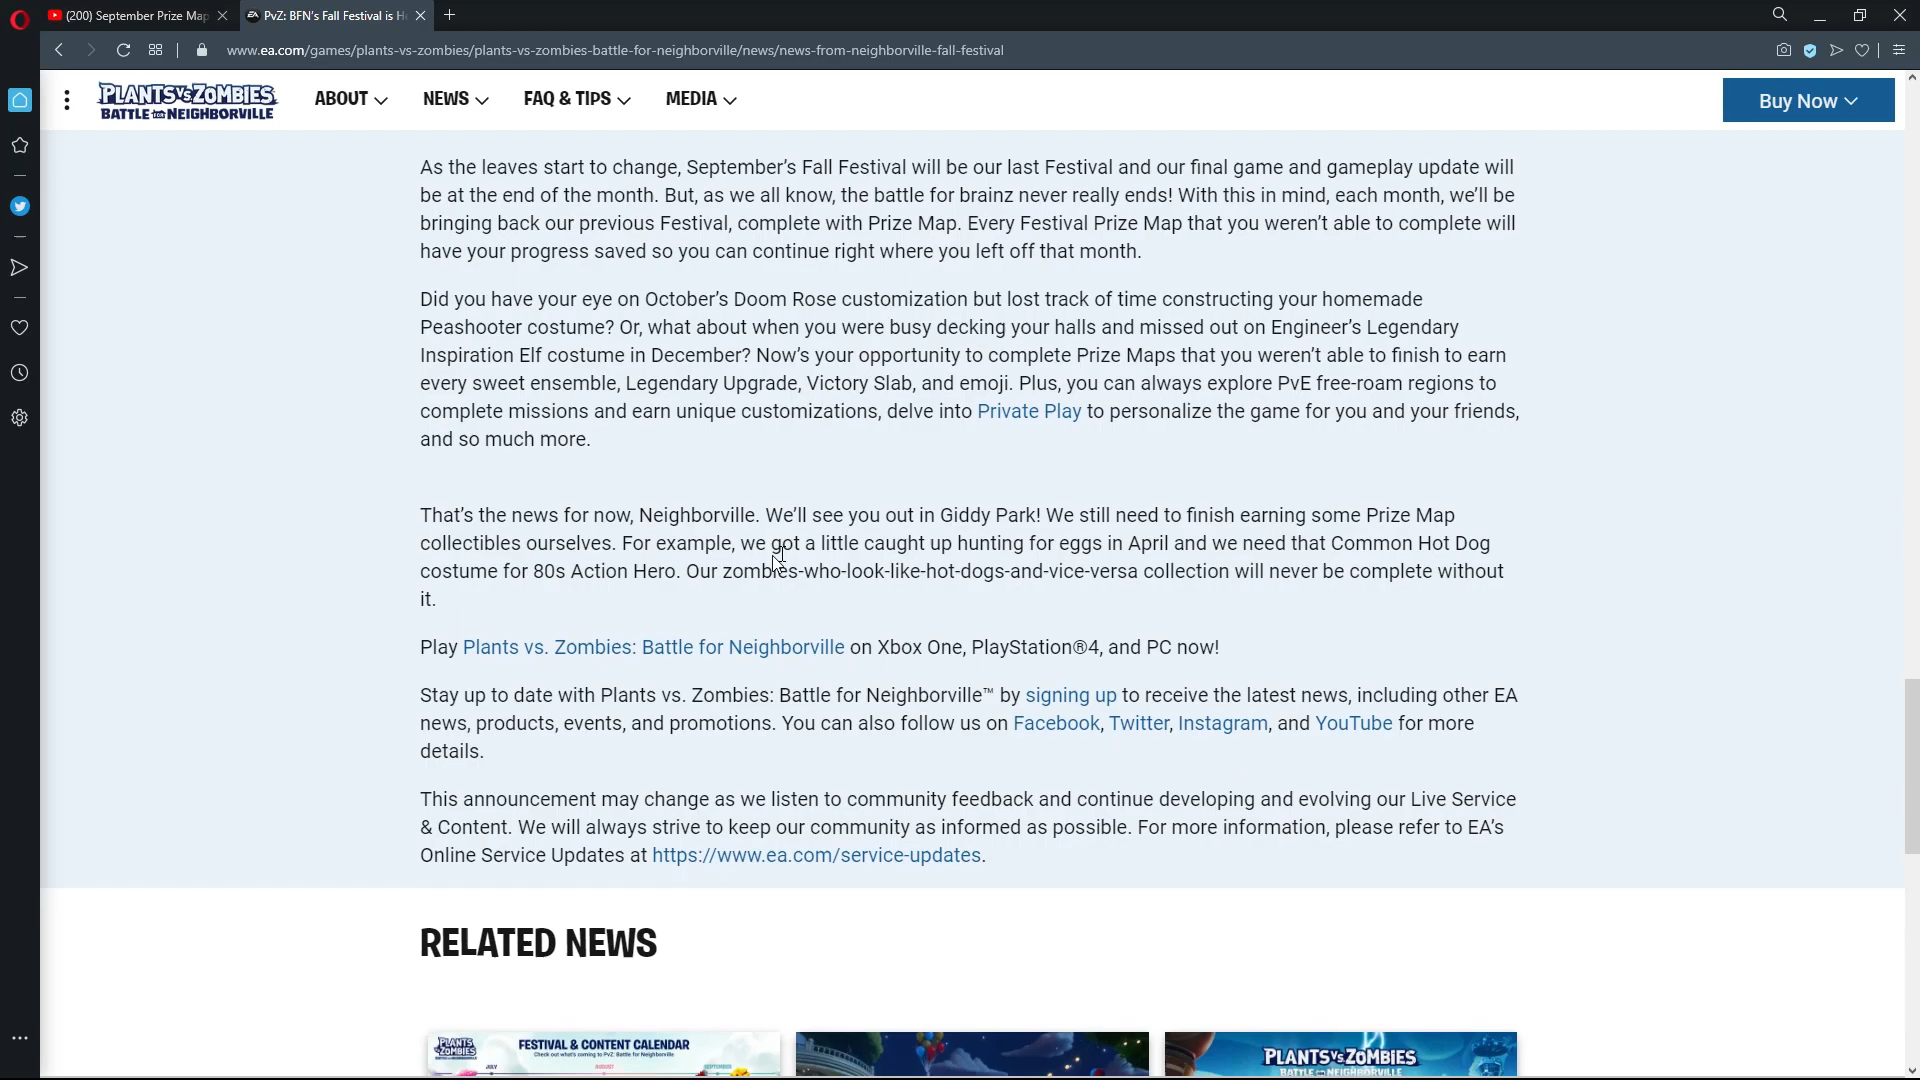 (200) September Prize Map
PvZ: BFN's Fall Festival is H
www.ea.com/games/plants-vs-zombies/plants-vs-zombies-battle-for-neighborville/news/news-from-neighborville-fall-festival
PLANTS VS. ZOMBIES
BATTLE FOR NEIGHBORVILLE
ABOUT
NEWS
FAQ & TIPS
MEDIA
Buy Now
As the leaves start to change, September's Fall Festival will be our last Festival and our final game and gameplay update will
be at the end of the month. But, as we all know, the battle for brainz never really ends! With this in mind, each month, we'll be
bringing back our previous Festival, complete with Prize Map. Every Festival Prize Map that you weren't able to complete will
have your progress saved so you can continue right where you left off that month.
Did you have your eye on October's Doom Rose customization but lost track of time constructing your homemade
Peashooter costume? Or, what about when you were busy decking your halls and missed out on Engineer's Legendary
Inspiration Elf costume in December? Now's your opportunity to complete Prize Maps that you weren't able to finish to earn
every sweet ensemble, Legendary Upgrade, Victory Slab, and emoji. Plus, you can always explore PvE free-roam regions to
complete missions and earn unique customizations, delve into Private Play to personalize the game for you and your friends,
and so much more.
That's the news for now, Neighborville. We'll see you out in Giddy Park! We still need to finish earning some Prize Map
collectibles ourselves. For example, we got a little caught up hunting for eggs in April and we need that Common Hot Dog
costume for 80s Action Hero. Our zombies-who-look-like-hot-dogs-and-vice-versa collection will never be complete without
it.
Play Plants vs. Zombies: Battle for Neighborville on Xbox One, PlayStation®4, and PC now!
Stay up to date with Plants vs. Zombies: Battle for Neighborville™ by signing up to receive the latest news, including other EA
news, products, events, and promotions. You can also follow us on Facebook, Twitter, Instagram, and YouTube for more
details.
This announcement may change as we listen to community feedback and continue developing and evolving our Live Service
& Content. We will always strive to keep our community as informed as possible. For more information, please refer to EA's
Online Service Updates at https://www.ea.com/service-updates.
RELATED NEWS
PLANTS VS. ZOMBIES
FESTIVAL & CONTENT CALENDAR
Check out what's coming to PvZ: Battle for Neighborville
JULY
AUGUST
SEPTEMBER
PLANTS VS. ZOMBIES
BATTLE FOR NEIGHBORVILLE